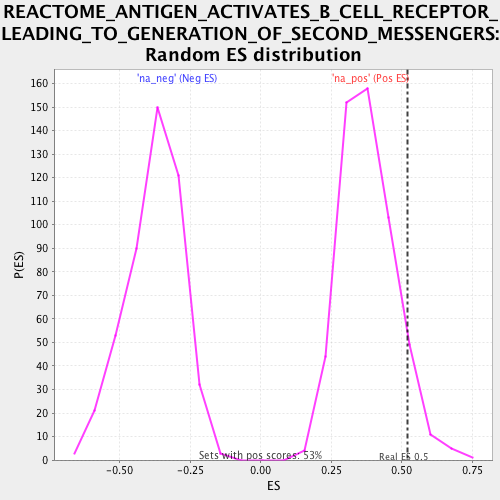 REACTOME_ANTIGEN_ACTIVATES_B_CELL_RECEPTOR_
LEADING_TO_GENERATION_OF_SECOND_MESSENGERS:
Random ES distribution
'na_neg' (Neg ES)
'na_pos' (Pos ES)
160
150
140
130
120
110
100
90
80
70
60
50
40
30
20
10
0
P(ES)
Sets with pos scores: 53%
Real ES 0.5
-0.50
-0.25
0.00
0.25
0.50
0.75
ES